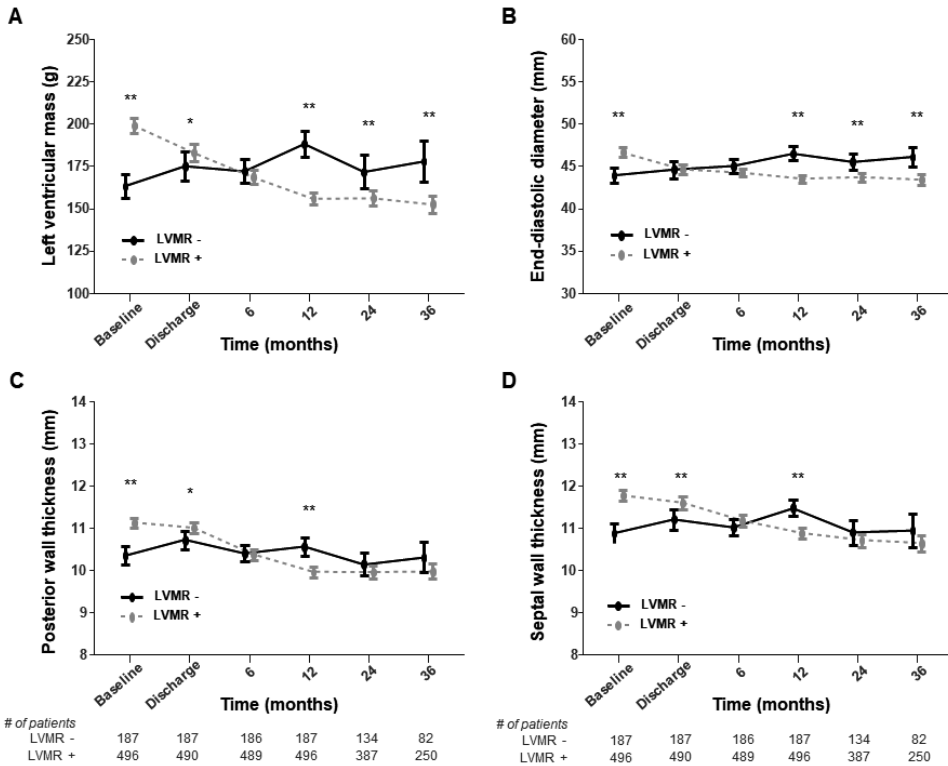 A
Left ventricular mass (g)
250
225
200
175
150
125
100
** * ** ** **
LVMR -
LVMR +
Baseline Discharge 6 12 24 36
Time (months)
B
End-diastolic diameter (mm)
60
55
50
45
40
35
30
** ** ** **
LVMR -
LVMR +
Baseline Discharge 6 12 24 36
Time (months)
C
Posterior wall thickness (mm)
14
13
12
11
10
9
8
** * **
LVMR -
LVMR +
Baseline Discharge 6 12 24 36
Time (months)
# of patients
LVMR - 187 187 186 187 134 82
LVMR + 496 490 489 496 387 250
D
Septal wall thickness (mm)
14
13
12
11
10
9
8
** ** **
LVMR -
LVMR +
Baseline Discharge 6 12 24 36
Time (months)
# of patients
LVMR - 187 187 186 187 134 82
LVMR + 496 490 489 496 387 250